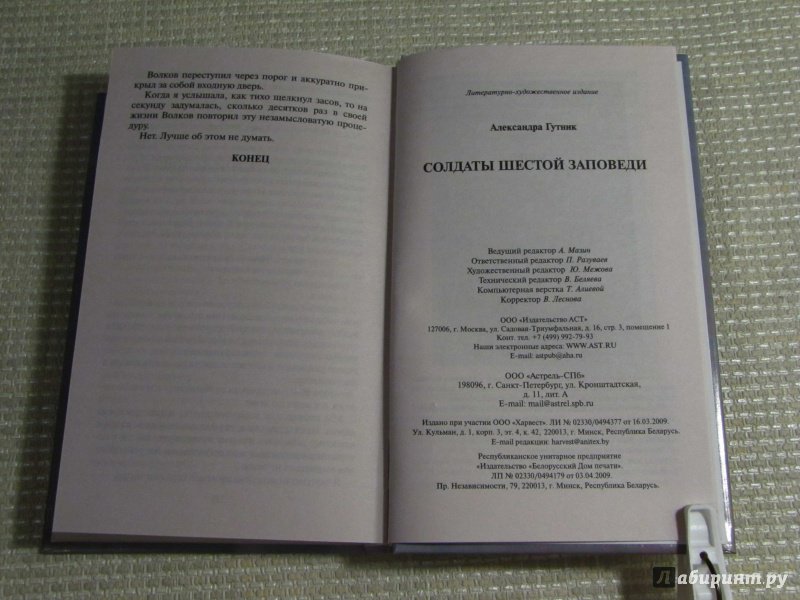 Волков переступил через порог и аккуратно при-
крыл за собой входную дверь.
Когда я услышала, как тихо щелкнул засов, то на
секунду задумалась, сколько десятков раз в своей
жизни Волков повторил эту незамысловатую проце-
дуру.
Нет. Лучше об этом не думать.
КОНЕЦ
Литературно-художественное издание
Александра Гутник
СОЛДАТЫ ШЕСТОЙ ЗАПОВЕДИ
Ведущий редактор А. Мазин
Ответственный редактор П. Разуваев
Художественный редактор Ю. Межова
Технический редактор В. Беляева
Компьютерная верстка Т. Алиевой
Корректор В. Леснова
ООО «Издательство АСТ»
127006, г. Москва, ул. Садовая-Триумфальная, д. 16, стр. 3, помещение 1
Конт. тел. +7 (499) 992-79-93
Наши электронные адреса: WWW.AST.RU
E-mail: astpub@aha.ru
ООО «Астрель-СПб»
198096, г. Санкт-Петербург, ул. Кронштадтская,
д. 11, лит. А
E-mail: mail@astrel.spb.ru
Издано при участии ООО «Харвест». ЛИ № 02330/0494377 от 16.03.2009.
Ул. Кульман, д. 1, корп. 3, эт. 4, к. 42, 220013, г. Минск, Республика Беларусь.
E-mail редакции: harvest@anitex.by
Республиканское унитарное предприятие
«Издательство «Белорусский Дом печати».
ЛП № 02330/0494179 от 03.04.2009.
Пр. Независимости, 79, 220013, г. Минск, Республика Беларусь.
Лабиринт.ру